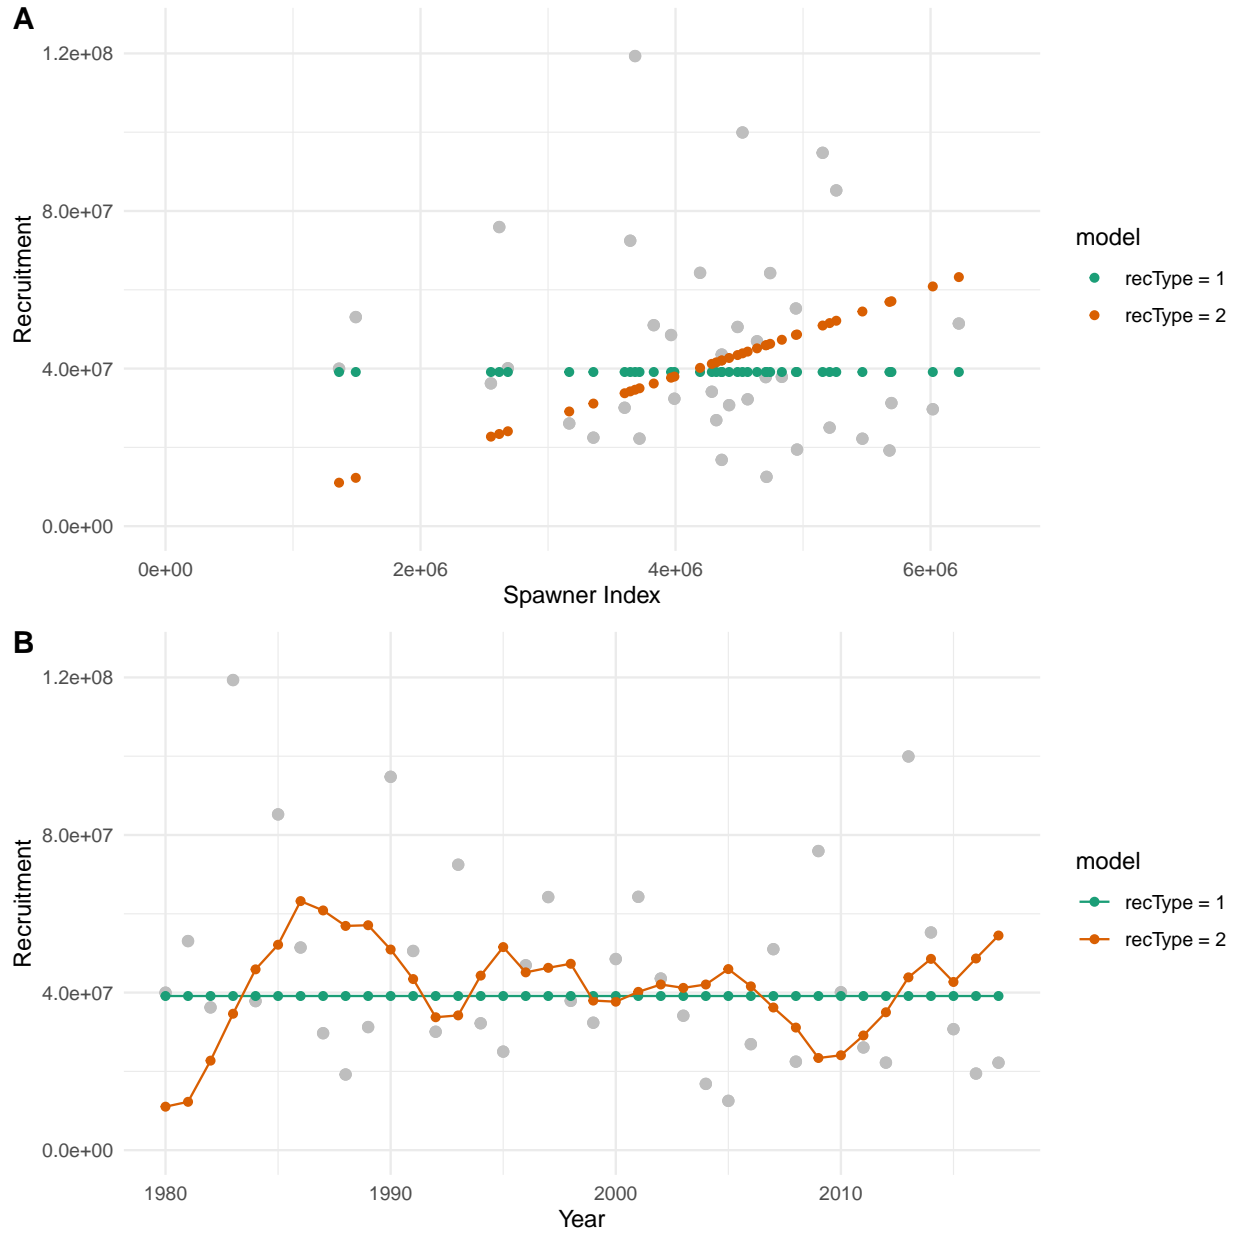 A
1.2e+08
8.0e+07
4.0e+07
0.0e+00
Recruitment
0e+00 2e+06 4e+06 6e+06
Spawner Index
model
recType = 1
recType = 2
B
1.2e+08
8.0e+07
4.0e+07
0.0e+00
Recruitment
1980 1990 2000 2010
Year
model
recType = 1
recType = 2